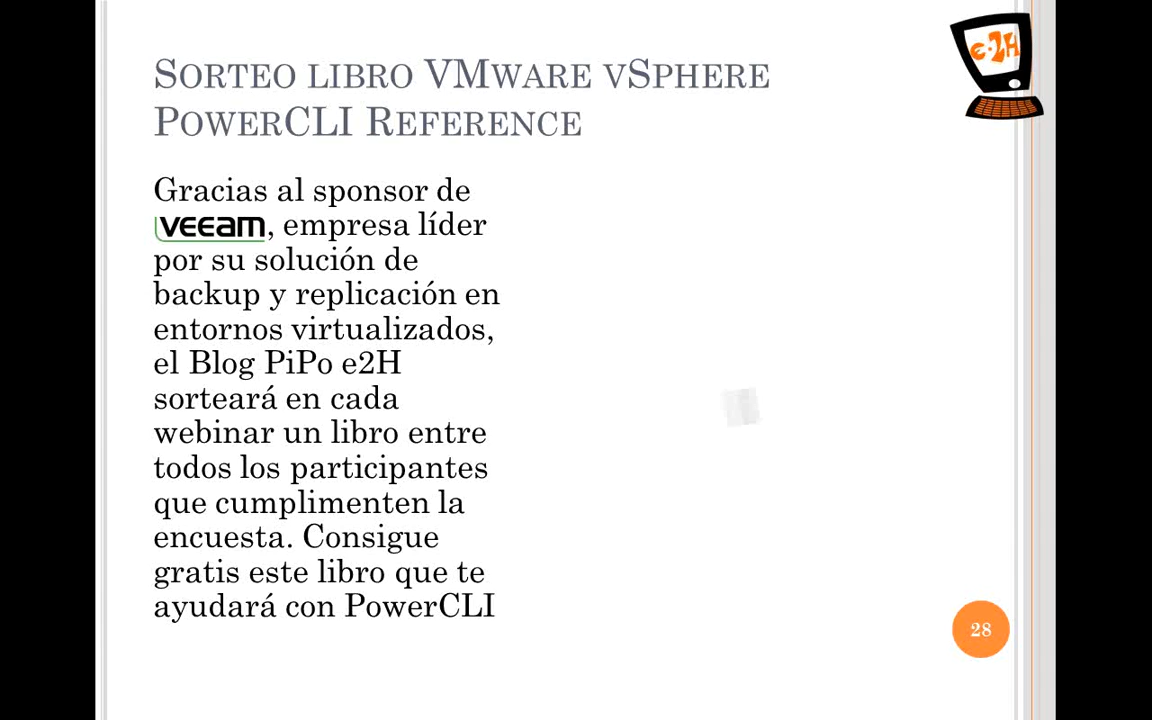 SORTEO LIBRO VMWARE VSPHERE
POWERCLI REFERENCE
e2H
Gracias al sponsor de
veeam, empresa líder
por su solución de
backup y replicación en
entornos virtualizados,
el Blog PiPo e2H
sorteará en cada
webinar un libro entre
todos los participantes
que cumplimenten la
encuesta. Consigue
gratis este libro que te
ayudará con PowerCLI
28